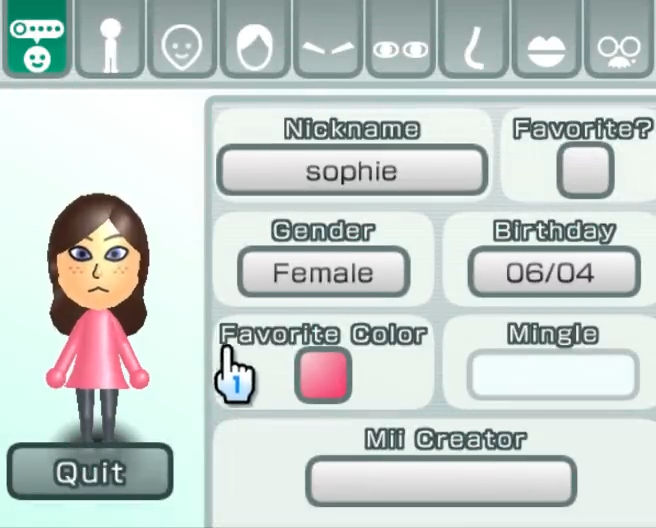 Nickname
Favorite?
sophie
Gender
Birthday
Female
06/04
Favorite Color
Mingle
1
Mii Creator
Quit